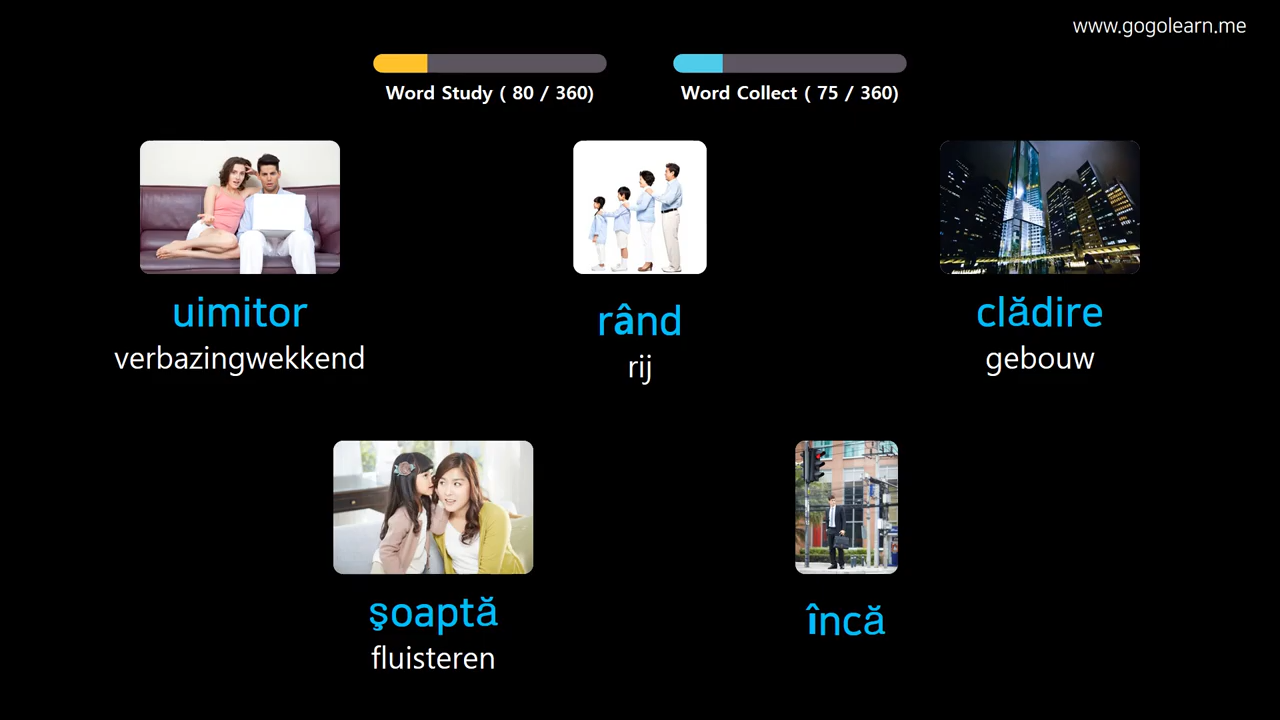 www.gogolearn.me
Word Study ( 80 / 360)
Word Collect ( 75 / 360)
uimitor
verbazingwekkend
rând
rij
clădire
gebouw
şoaptă
fluisteren
încă